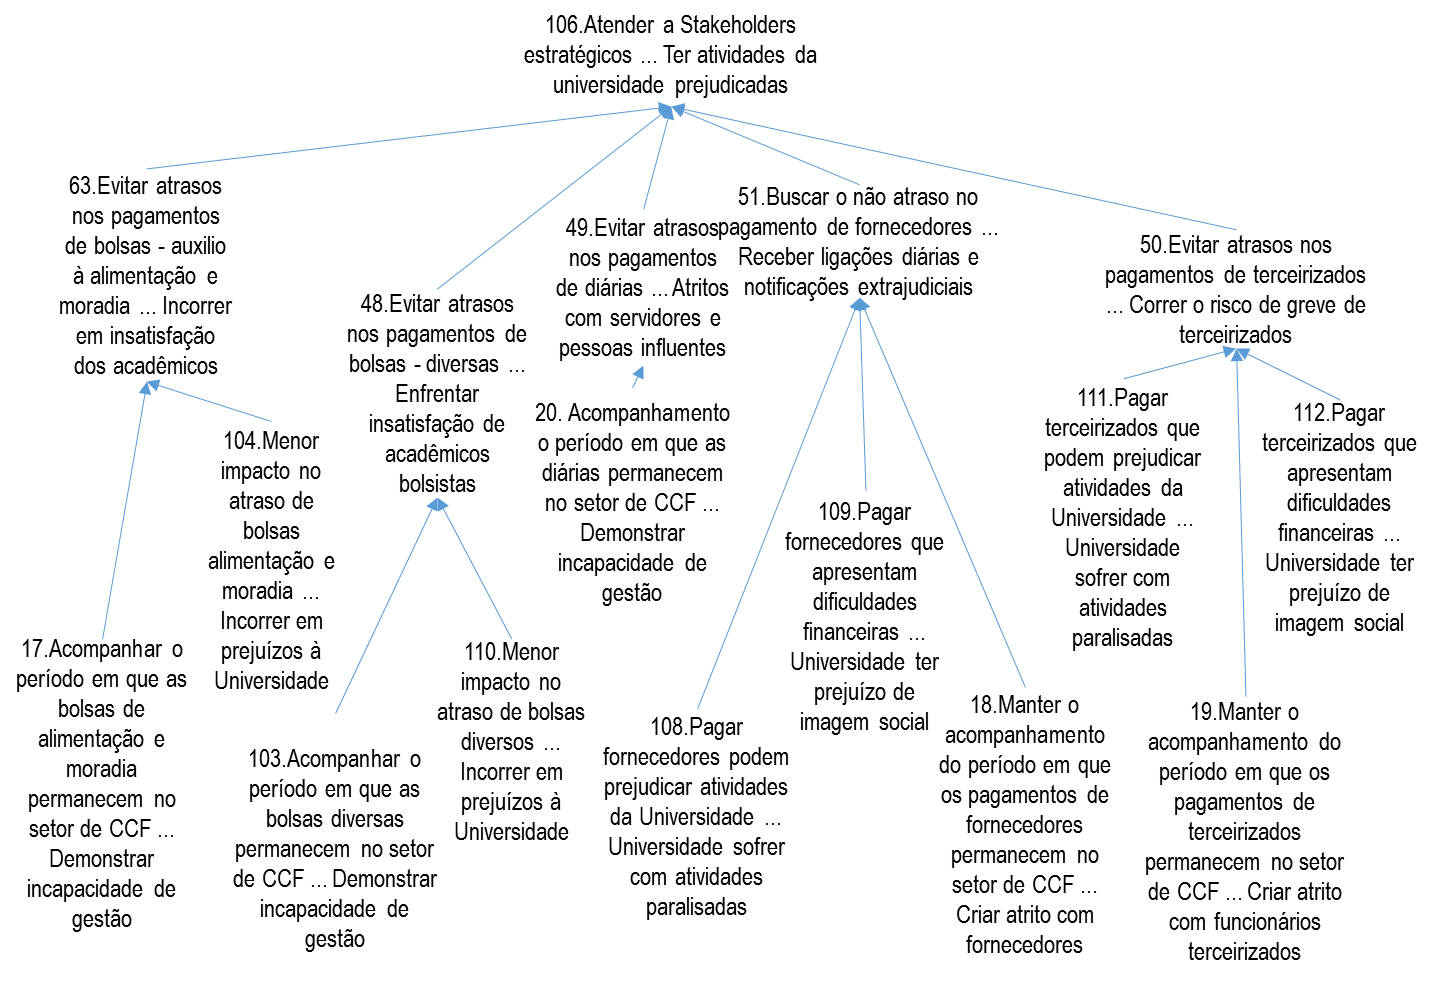 106.Atender a Stakeholders
estratégicos ... Ter atividades da
universidade prejudicadas
63.Evitar atrasos
nos pagamentos
de bolsas - auxilio
à alimentação e
moradia ... Incorrer
em insatisfação
dos acadêmicos
48.Evitar atrasos
nos pagamentos de
bolsas - diversas ...
Enfrentar
insatisfação de
acadêmicos
bolsistas
49.Evitar atrasos
nos pagamentos
de diárias ... Atritos
com servidores e
pessoas influentes
51.Buscar o não atraso no
pagamento de fornecedores ...
Receber ligações diárias e
notificações extrajudiciais
50.Evitar atrasos nos
pagamentos de terceirizados
... Correr o risco de greve de
terceirizados
17.Acompanhar o
período em que as
bolsas de
alimentação e
moradia
permanecem no
setor de CCF ...
Demonstrar
incapacidade de
gestão
104.Menor
impacto no
atraso de
bolsas
alimentação e
moradia ...
Incorrer em
prejuízos à
Universidade
103.Acompanhar o
período em que as
bolsas diversas
permanecem no setor
de CCF ... Demonstrar
incapacidade de
gestão
110.Menor
impacto no
atraso de bolsas
diversos ...
Incorrer em
prejuízos à
Universidade
20. Acompanhamento
o período em que as
diárias permanecem
no setor de CCF ...
Demonstrar
incapacidade de
gestão
108.Pagar
fornecedores podem
prejudicar atividades
da Universidade ...
Universidade sofrer
com atividades
paralisadas
109.Pagar
fornecedores que
apresentam
dificuldades
financeiras ...
Universidade ter
prejuízo de
imagem social
18.Manter o
acompanhamento
do período em que
os pagamentos de
fornecedores
permanecem no
setor de CCF ...
Criar atrito com
fornecedores
111.Pagar
terceirizados que
podem prejudicar
atividades da
Universidade ...
Universidade
sofrer com
atividades
paralisadas
19.Manter o
acompanhamento do
período em que os
pagamentos de
terceirizados
permanecem no setor
de CCF ... Criar atrito
com funcionários
terceirizados
112.Pagar
terceirizados que
apresentam
dificuldades
financeiras ...
Universidade ter
prejuízo de
imagem social